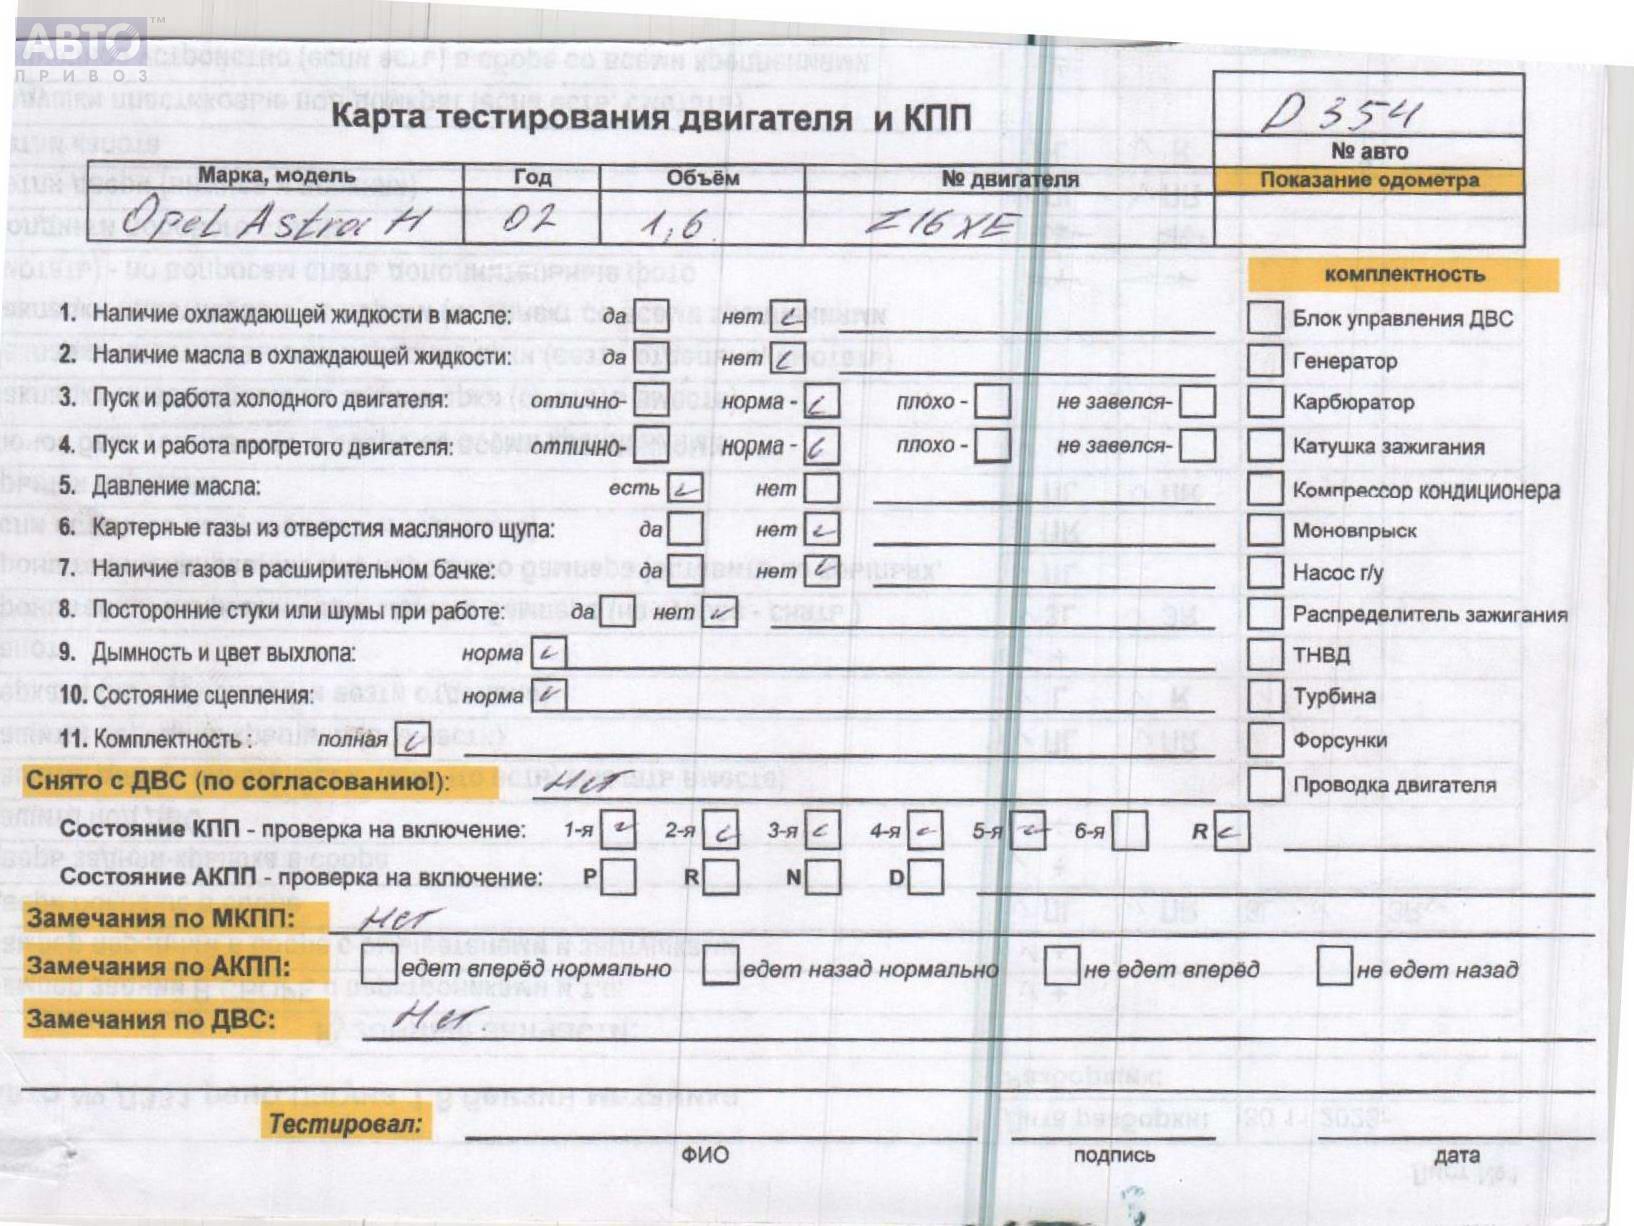 АВТО™
ПРИВОЗ
D354
Карта тестирования двигателя и КПП
№ авто
Марка, модель Год Объём № двигателя Показание одометра
Opel Astra H 02 1,6. Z16XE
комплектность
1. Наличие охлаждающей жидкости в масле: да нет
Блок управления ДВС
2. Наличие масла в охлаждающей жидкости: да нет
Генератор
3. Пуск и работа холодного двигателя: отлично- норма - плохо - не завелся-
Карбюратор
4. Пуск и работа прогретого двигателя: отлично- норма - плохо - не завелся-
Катушка зажигания
5. Давление масла: есть нет
Компрессор кондиционера
6. Картерные газы из отверстия масляного щупа: да нет
Моновпрыск
7. Наличие газов в расширительном бачке: да нет
Насос г/у
8. Посторонние стуки или шумы при работе: да нет
Распределитель зажигания
9. Дымность и цвет выхлопа: норма
ТНВД
10. Состояние сцепления: норма
Турбина
11. Комплектность : полная
Форсунки
Снято с ДВС (по согласованию!): Нет
Проводка двигателя
Состояние КПП - проверка на включение: 1-я 2-я 3-я 4-я 5-я 6-я R
Состояние АКПП - проверка на включение: P R N D
Замечания по МКПП: Нет
Замечания по АКПП: едет вперёд нормально едет назад нормально не едет вперёд не едет назад
Замечания по ДВС: Нет
Тестировал:
ФИО подпись дата